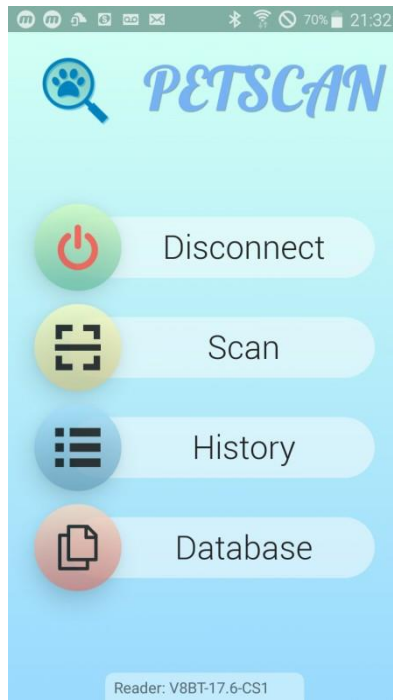 70% 21:32
PETSCAN
Disconnect
Scan
History
Database
Reader: V8BT-17.6-CS1